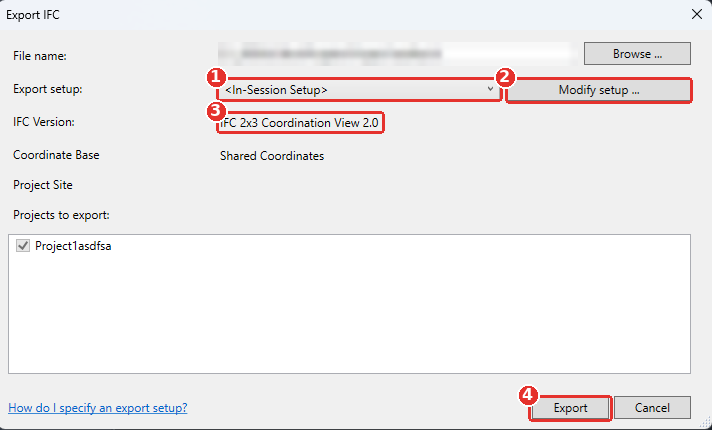 Export IFC
File name:
Browse ...
1
2
Export setup:
<In-Session Setup>
Modify setup ...
3
IFC Version:
IFC 2x3 Coordination View 2.0
Coordinate Base
Shared Coordinates
Project Site
Projects to export:
Project1asdfsa
4
How do I specify an export setup?
Export
Cancel